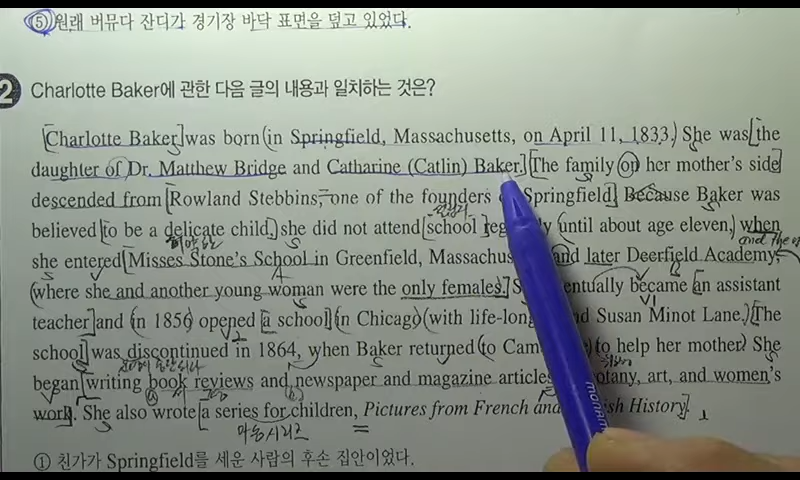 ⑤ 원래 버뮤다 잔디가 경기장 바닥 표면을 덮고 있었다.
2 Charlotte Baker에 관한 다음 글의 내용과 일치하는 것은?
Charlotte Baker was born in Springfield, Massachusetts, on April 11, 1833. She was the
daughter of Dr. Matthew Bridge and Catharine (Catlin) Baker. The family on her mother's side
descended from Rowland Stebbins, one of the founders Springfield. Because Baker was
believed to be a delicate child, she did not attend school until about age eleven, when
and then
she entered Misses Stone's School in Greenfield, and later Deerfield Academy,
where she and another young woman were the only females. became an assistant
teacher and in 1856 opened a school in Chicago with Susan Minot Lane. The
school was discontinued in 1864, when Baker returned to to help her mother. She
began writing book reviews and newspaper and magazine articles art, and women's
work. She also wrote a series for children, Pictures from French and History.
아동시리즈
① 친가가 Springfield를 세운 사람의 후손 집안이었다.
MONAMI